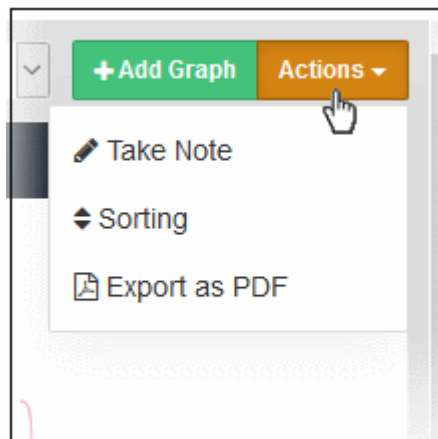 Add Graph Actions
Take Note
Sorting
Export as PDF